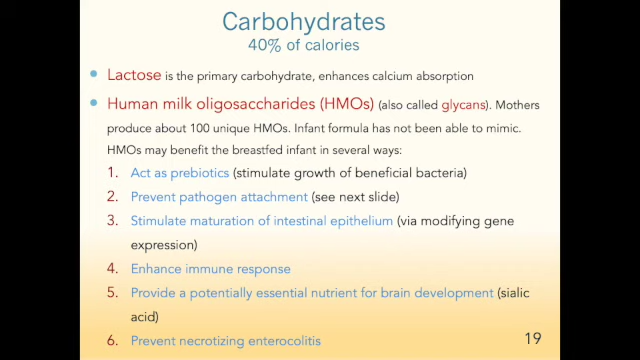 Carbohydrates
40% of calories
• Lactose is the primary carbohydrate, enhances calcium absorption
• Human milk oligosaccharides (HMOs) (also called glycans). Mothers
produce about 100 unique HMOs. Infant formula has not been able to mimic.
HMOs may benefit the breastfed infant in several ways:
1. Act as prebiotics (stimulate growth of beneficial bacteria)
2. Prevent pathogen attachment (see next slide)
3. Stimulate maturation of intestinal epithelium (via modifying gene
expression)
4. Enhance immune response
5. Provide a potentially essential nutrient for brain development (sialic
acid)
6. Prevent necrotizing enterocolitis
19